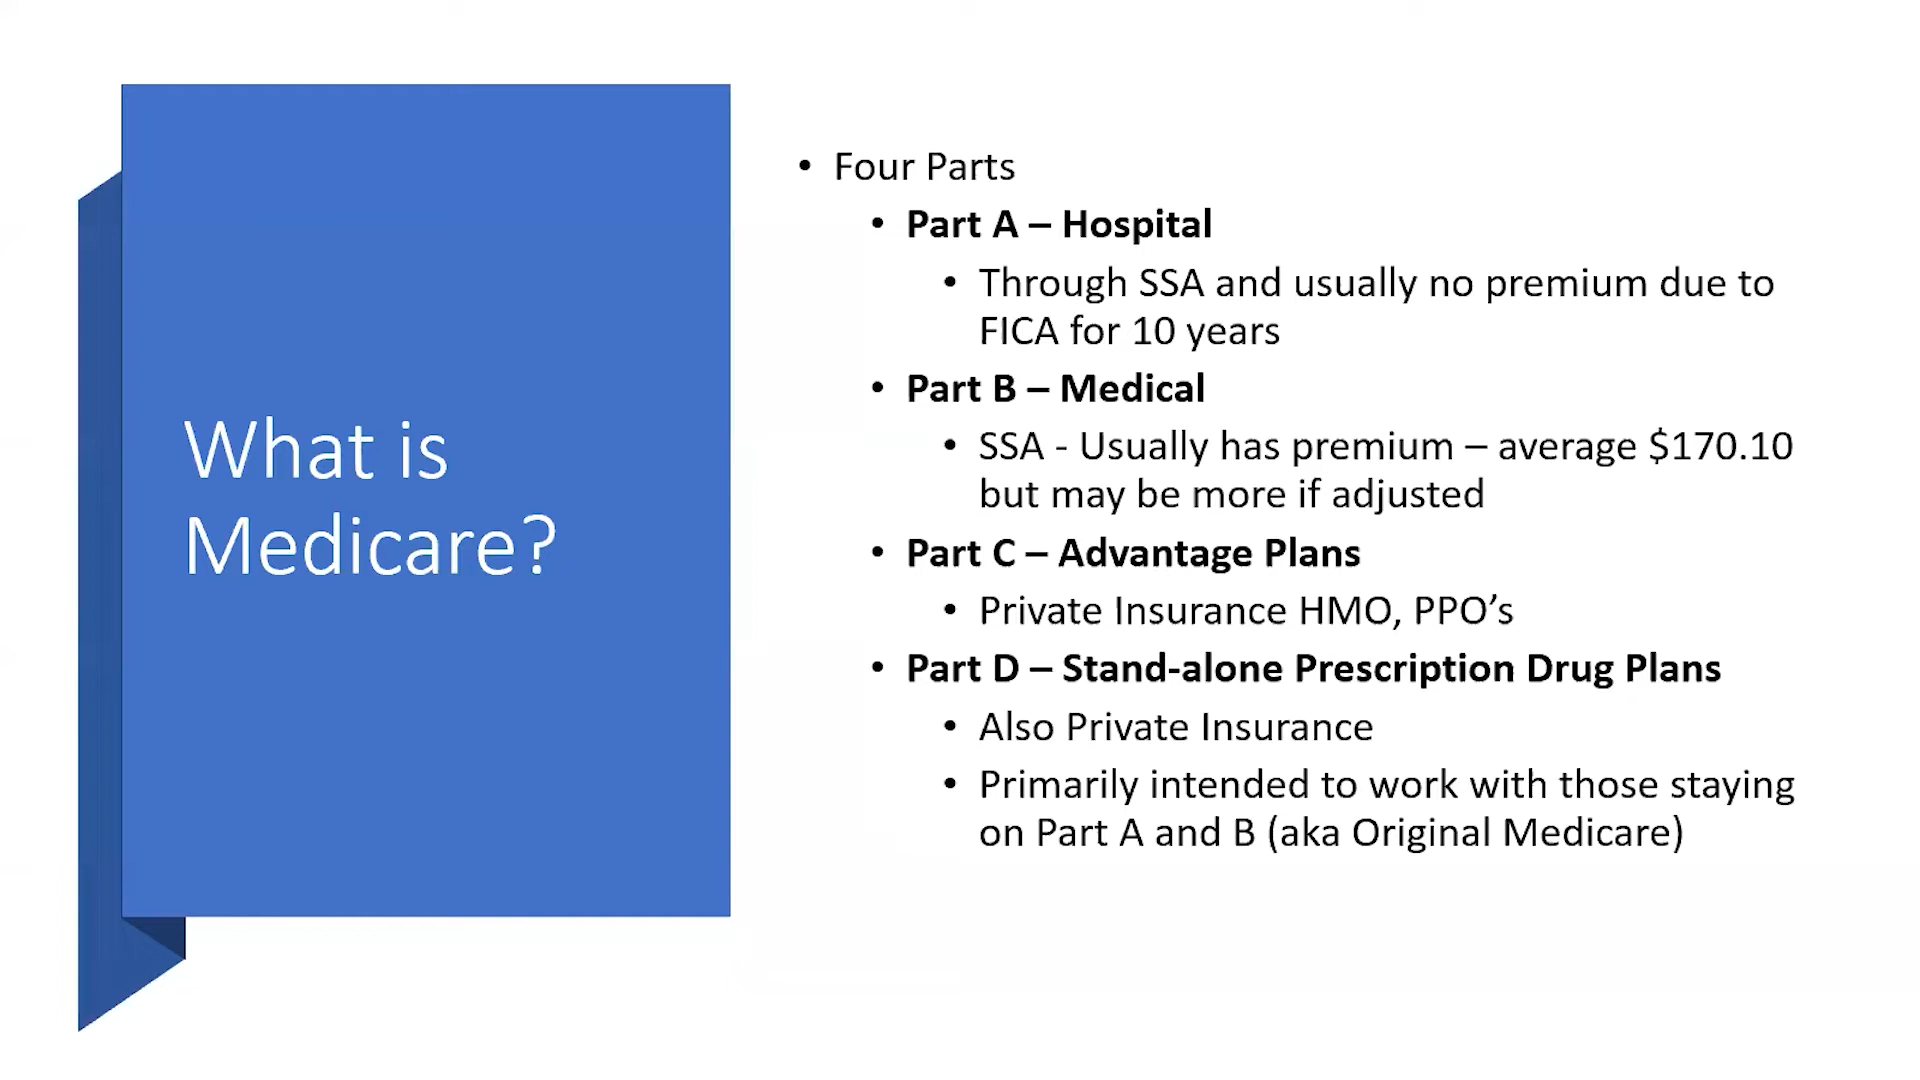 What is
Medicare?
• Four Parts
• Part A – Hospital
• Through SSA and usually no premium due to
FICA for 10 years
• Part B – Medical
• SSA - Usually has premium – average $170.10
but may be more if adjusted
• Part C – Advantage Plans
• Private Insurance HMO, PPO’s
• Part D – Stand-alone Prescription Drug Plans
• Also Private Insurance
• Primarily intended to work with those staying
on Part A and B (aka Original Medicare)